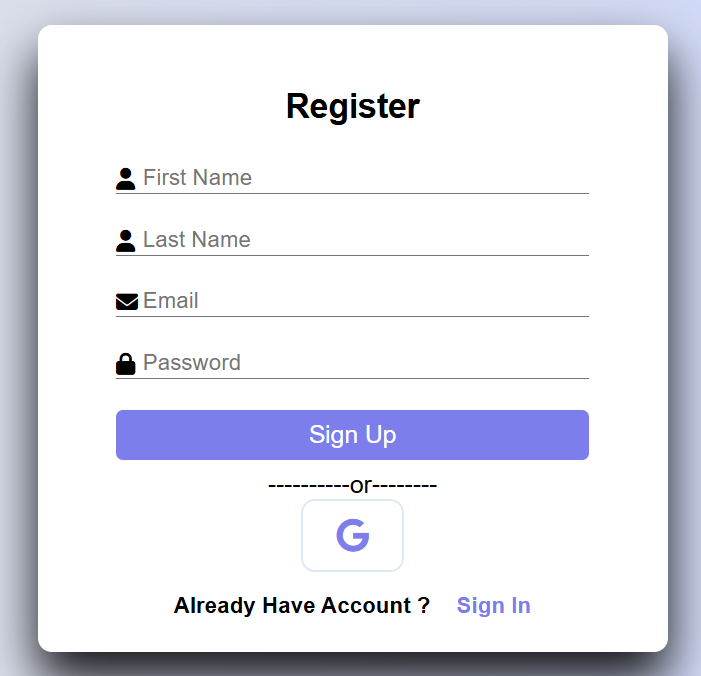 Register
First Name
Last Name
Email
Password
Sign Up
----------or--------
G
Already Have Account ? Sign In